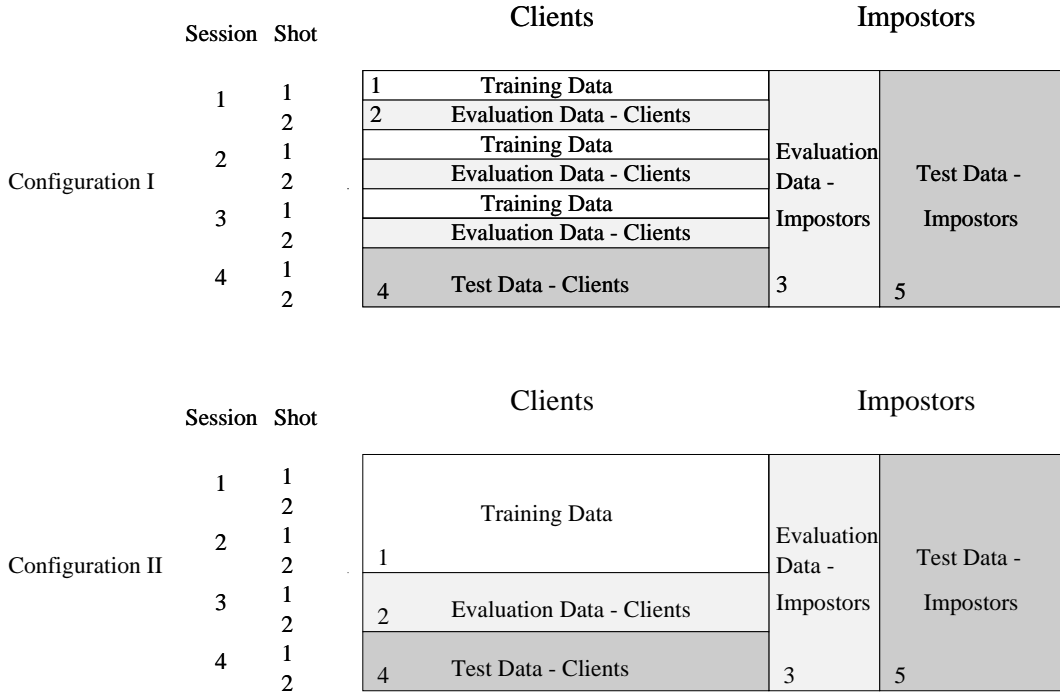 Clients Impostors
Session Shot
1 1 1 Training Data
2 2 Evaluation Data - Clients
2 1 Training Data Evaluation
Configuration I 2 Evaluation Data - Clients Data - Test Data -
3 1 Training Data Impostors Impostors
2 Evaluation Data - Clients
4 1 4 Test Data - Clients 3 5
2
Clients Impostors
Session Shot
1 1
2 Training Data
2 1 Evaluation
Configuration II 2 1 Data - Test Data -
3 1 2 Evaluation Data - Clients Impostors Impostors
2
4 1 4 Test Data - Clients 3 5
2